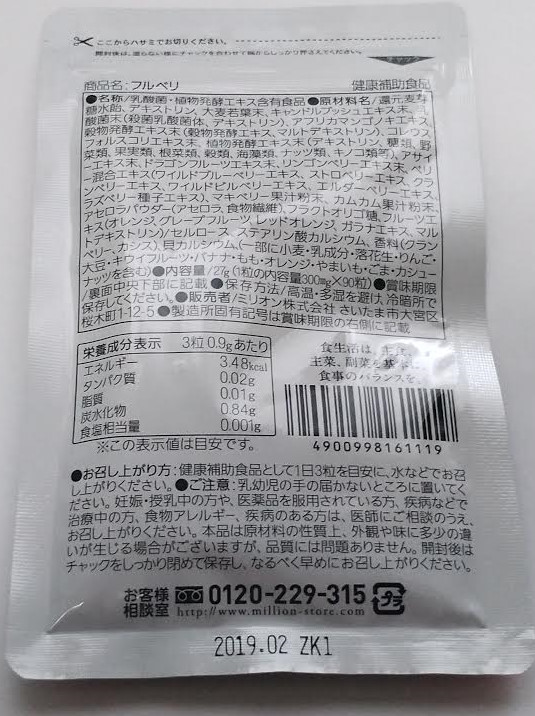 ここからハサミでお切りください。
チャック
商品名:フルベリ 健康補助食品
●名称/乳酸菌・植物発酵エキス含有食品●原材料名/還元麦芽
糖水飴、デキストリン、大麦若葉末、キャンドルブッシュエキス末、乳
酸菌末(殺菌乳酸菌体、デキストリン)、アフリカマンゴノキエキス、
穀物発酵エキス末(穀物発酵エキス、マルトデキストリン)、コレウス
フォルスコリエキス末、植物発酵エキス末(デキストリン、糖類、野
菜類、果実類、根菜類、穀類、海藻類、ナッツ類、キノコ類等)、アサイ
ーエキス末、ドラゴンフルーツエキス末、リンゴンベリーエキス末、ベリ
ー混合エキス(ワイルドブルーベリーエキス、ストロベリーエキス、クラ
ンベリーエキス、ワイルドビルベリーエキス、エルダーベリーエキス、
ラズベリー種子エキス)、マキベリー果汁粉末、カムカム果汁粉末、
アセロラパウダー(アセロラ、食物繊維)、フラクトオリゴ糖、フルーツエ
キス(オレンジ、グレープフルーツ、レッドオレンジ、ガラナエキス、マル
トデキストリン)/セルロース、ステアリン酸カルシウム、香料(クラン
ベリー、カシス)、貝カルシウム、(一部に小麦・乳成分・落花生・りんご・
大豆・キウイフルーツ・バナナ・もも・オレンジ・やまいも・ごま・カシュー
ナッツを含む)●内容量/27g(1粒の内容量300mg×90粒)●賞味期限
/裏面中央下部に記載●保存方法/高温・多湿を避け、冷暗所で
保存してください。●販売者/ミリオン株式会社 さいたま市大宮区
桜木町1-12-5●製造所固有記号は賞味期限の右側に記載
栄養成分表示 3粒0.9gあたり
エネルギー 3.48kcal
タンパク質 0.02g
脂質 0.01g
炭水化物 0.84g
食塩相当量 0.001g
※この表示値は目安です。
食生活は、
主菜、副菜を基本に、
食事のバランスを。
4900998161119
●お召し上がり方:健康補助食品として1日3粒を目安に、水などでお召
し上がりください。●ご注意:乳幼児の手の届かないところに置いてく
ださい。妊娠・授乳中の方や、医薬品を服用されている方、疾病などで
治療中の方、食物アレルギー、疾病のある方は、医師にご相談のうえ、
お召し上がりください。本品は原材料の性質上、外観や味に多少の違
いが生じる場合がございますが、品質には問題ありません。開封後は
チャックをしっかり閉めて保存し、なるべく早めにお召し上がりください。
お客様
相談室 0120-229-315 プラ
http://www.million-store.com
2019.02 ZK1